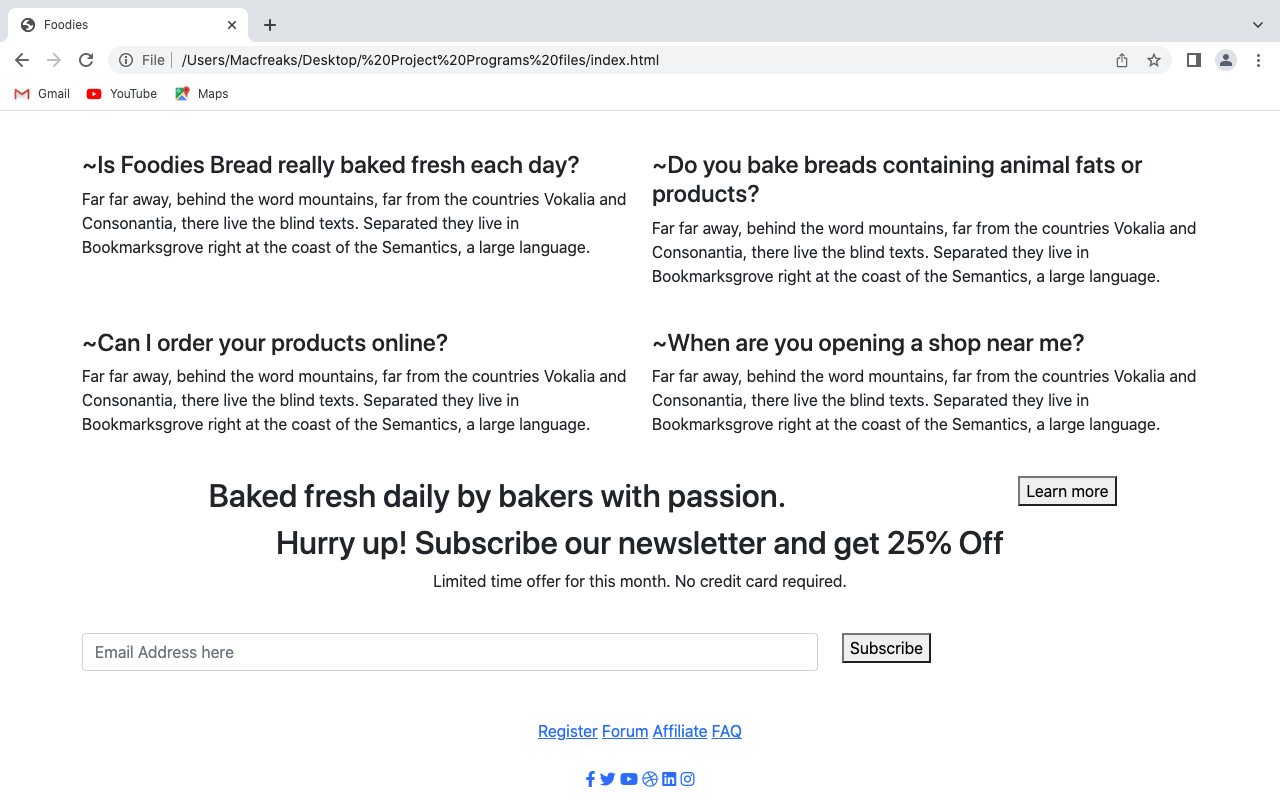 Foodies
File
/Users/Macfreaks/Desktop/%20Project%20Programs%20files/index.html
Gmail
YouTube
Maps
~Is Foodies Bread really baked fresh each day?
Far far away, behind the word mountains, far from the countries Vokalia and
Consonantia, there live the blind texts. Separated they live in
Bookmarksgrove right at the coast of the Semantics, a large language.
~Do you bake breads containing animal fats or
products?
Far far away, behind the word mountains, far from the countries Vokalia and
Consonantia, there live the blind texts. Separated they live in
Bookmarksgrove right at the coast of the Semantics, a large language.
~Can I order your products online?
Far far away, behind the word mountains, far from the countries Vokalia and
Consonantia, there live the blind texts. Separated they live in
Bookmarksgrove right at the coast of the Semantics, a large language.
~When are you opening a shop near me?
Far far away, behind the word mountains, far from the countries Vokalia and
Consonantia, there live the blind texts. Separated they live in
Bookmarksgrove right at the coast of the Semantics, a large language.
Baked fresh daily by bakers with passion.
Learn more
Hurry up! Subscribe our newsletter and get 25% Off
Limited time offer for this month. No credit card required.
Email Address here
Subscribe
Register Forum Affiliate FAQ